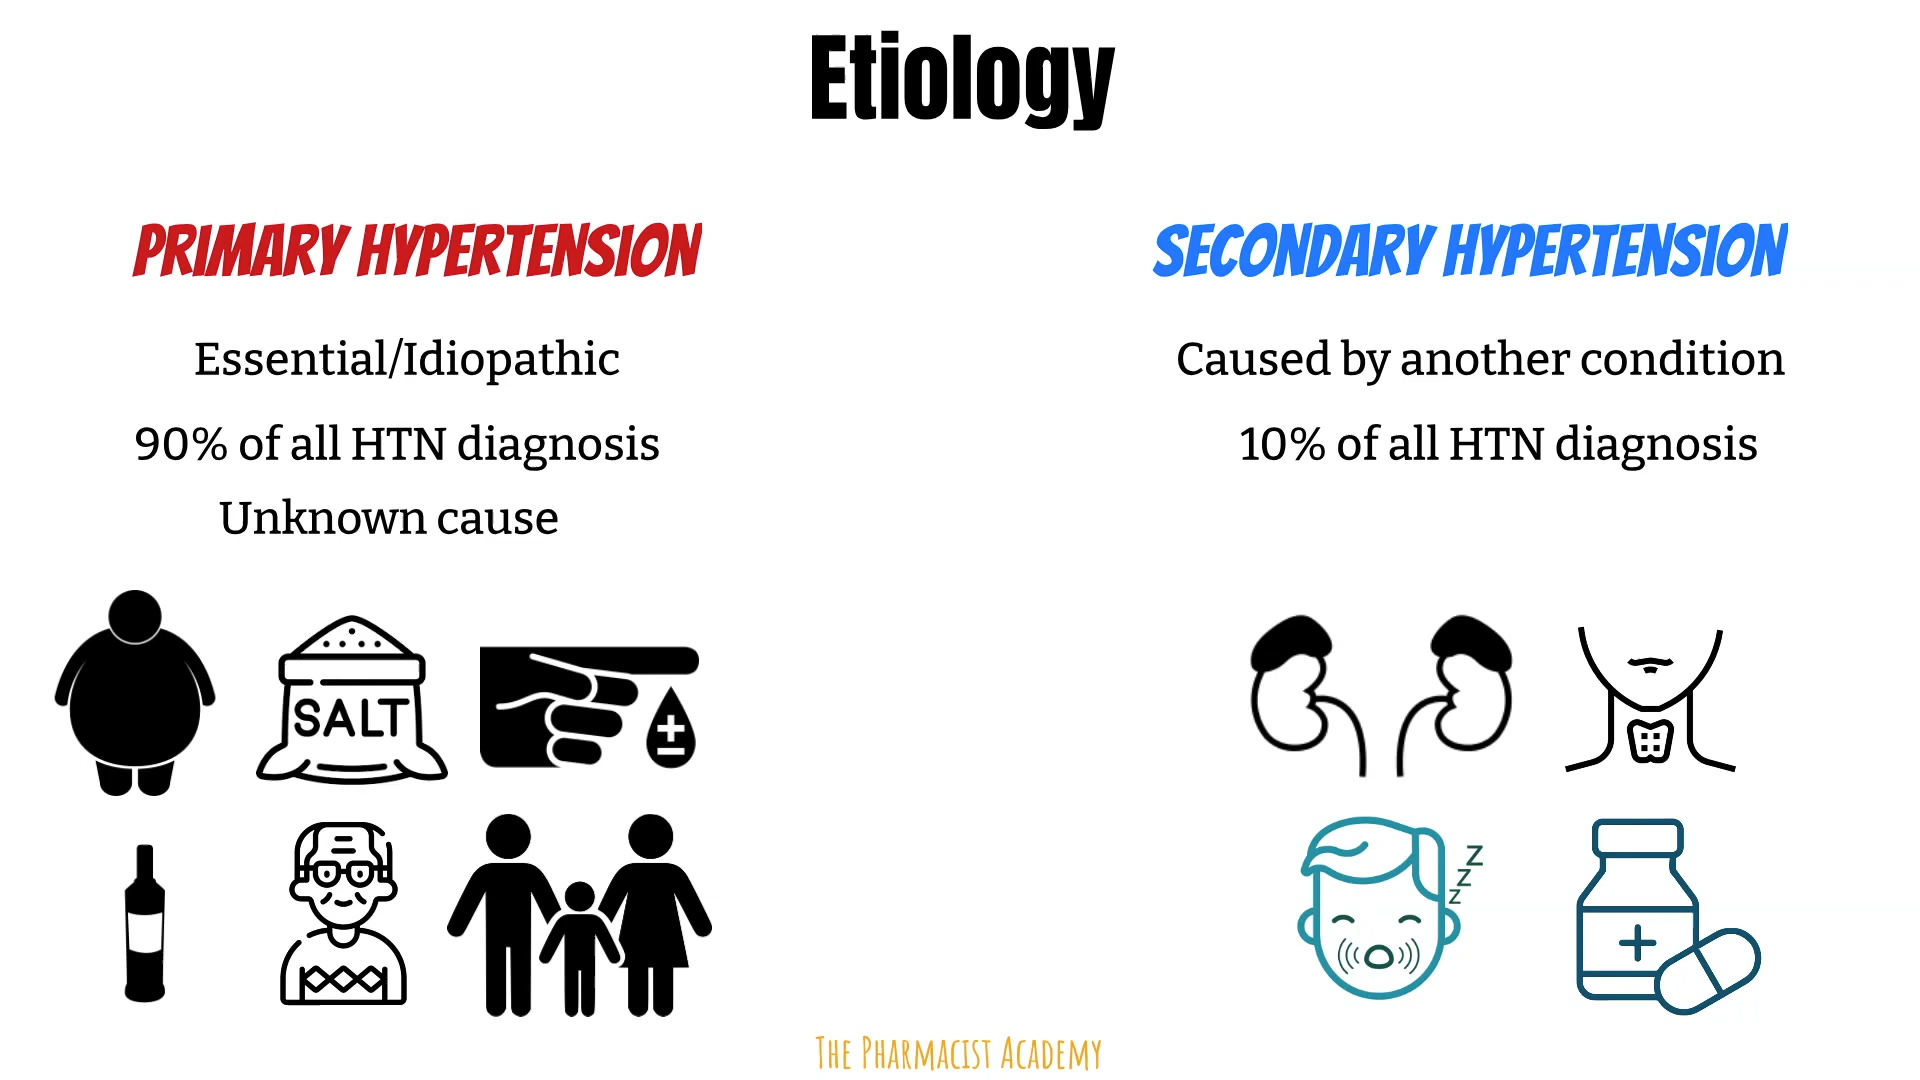 Etiology
PRIMARY HYPERTENSION
Essential/Idiopathic
90% of all HTN diagnosis
Unknown cause
SALT
SECONDARY HYPERTENSION
Caused by another condition
10% of all HTN diagnosis
z
z
z
The Pharmacist Academy